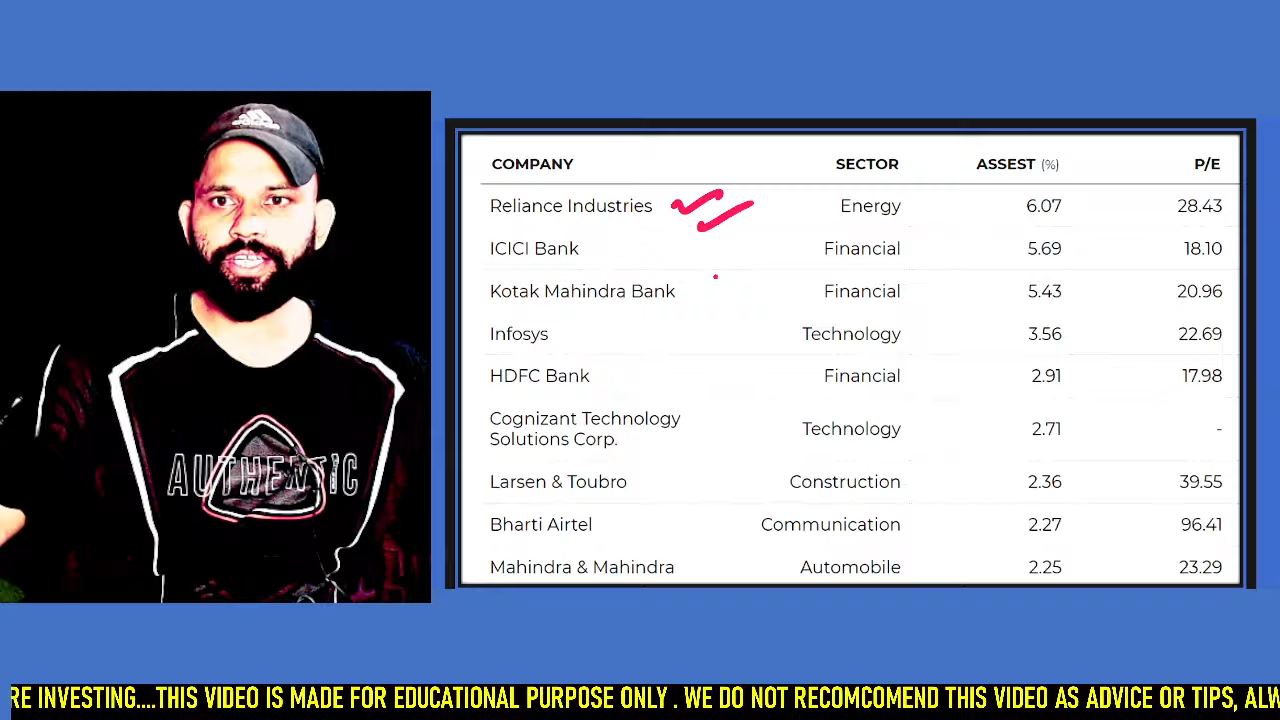 COMPANY SECTOR ASSEST (%) P/E
Reliance Industries Energy 6.07 28.43
ICICI Bank Financial 5.69 18.10
Kotak Mahindra Bank Financial 5.43 20.96
Infosys Technology 3.56 22.69
HDFC Bank Financial 2.91 17.98
Cognizant Technology
Solutions Corp. Technology 2.71 -
Larsen & Toubro Construction 2.36 39.55
Bharti Airtel Communication 2.27 96.41
Mahindra & Mahindra Automobile 2.25 23.29
AUTHENTIC
RE INVESTING....THIS VIDEO IS MADE FOR EDUCATIONAL PURPOSE ONLY . WE DO NOT RECOMCOMEND THIS VIDEO AS ADVICE OR TIPS, ALW